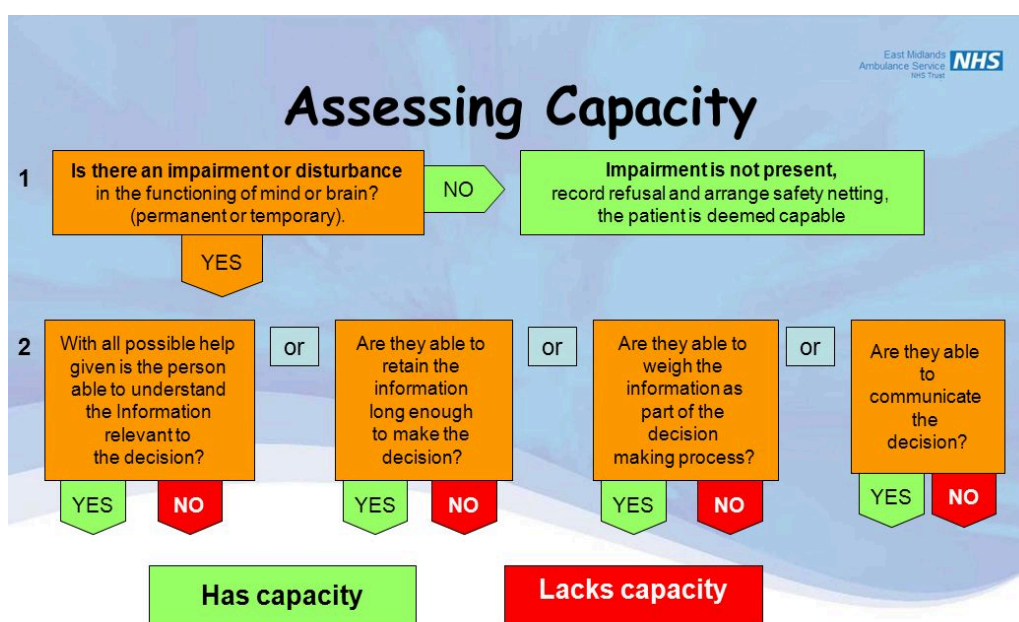 East Midlands
Ambulance Service NHS
NHS Trust
Assessing Capacity
1
Is there an impairment or disturbance
in the functioning of mind or brain?
(permanent or temporary).
NO
Impairment is not present,
record refusal and arrange safety netting,
the patient is deemed capable
YES
2
With all possible help
given is the person
able to understand
the Information
relevant to
the decision?
or
Are they able to
retain the
information
long enough
to make the
decision?
or
Are they able to
weigh the
information as
part of the
decision
making process?
or
Are they able
to
communicate
the
decision?
YES NO
YES NO
YES NO
YES NO
Has capacity
Lacks capacity